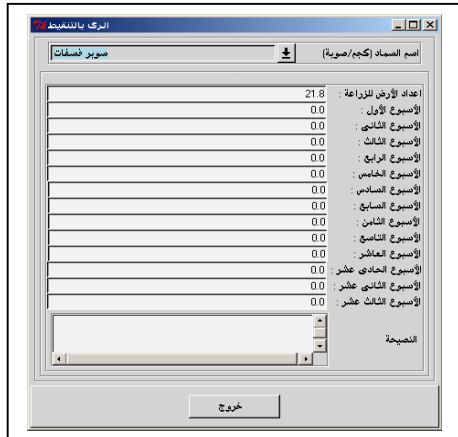 الرى بالتنقيط
اسم السماد (كجم/صوبة) سوبر فسفات
اعداد الأرض للزراعة : 21.8
الأسبوع الأول : 0.0
الأسبوع الثانى : 0.0
الأسبوع الثالث : 0.0
الأسبوع الرابع : 0.0
الأسبوع الخامس : 0.0
الأسبوع السادس : 0.0
الأسبوع السابع : 0.0
الأسبوع الثامن : 0.0
الأسبوع التاسع : 0.0
الأسبوع العاشر : 0.0
الأسبوع الحادى عشر : 0.0
الأسبوع الثانى عشر : 0.0
الأسبوع الثالث عشر : 0.0
النصيحة
خروج